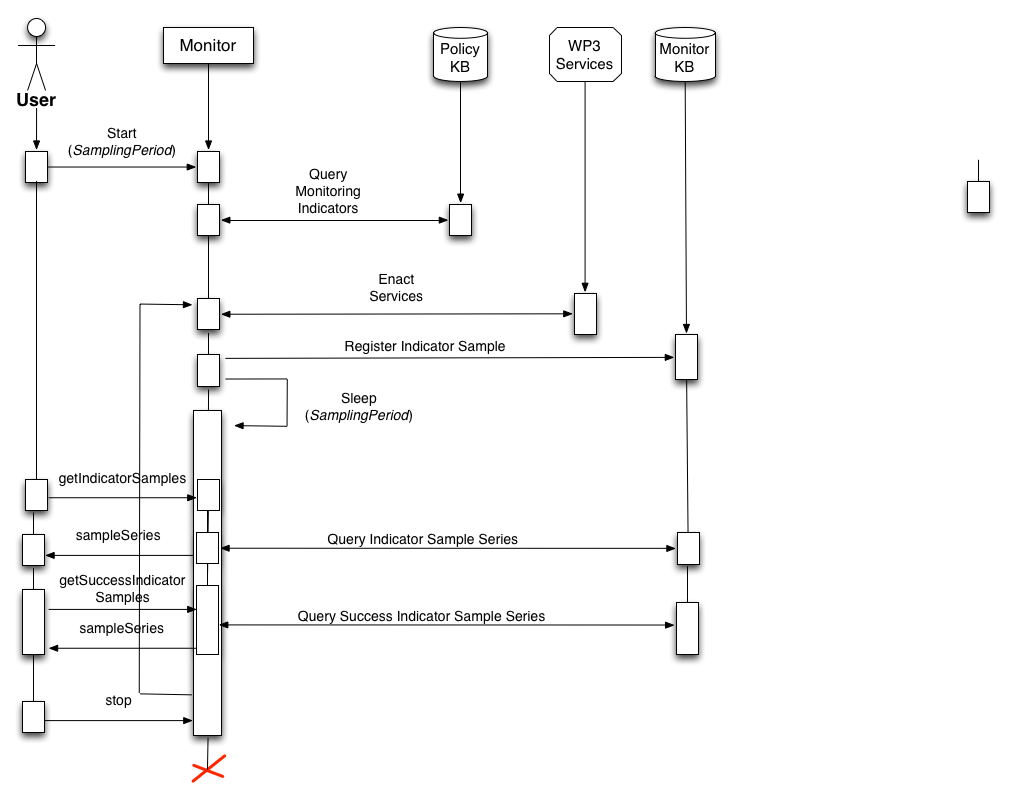 Monitor
Policy
KB
WP3
Services
Monitor
KB
User
Start
(SamplingPeriod)
Query
Monitoring
Indicators
Enact
Services
Register Indicator Sample
Sleep
(SamplingPeriod)
getIndicatorSamples
sampleSeries
Query Indicator Sample Series
getSuccessIndicator
Samples
Query Success Indicator Sample Series
sampleSeries
stop